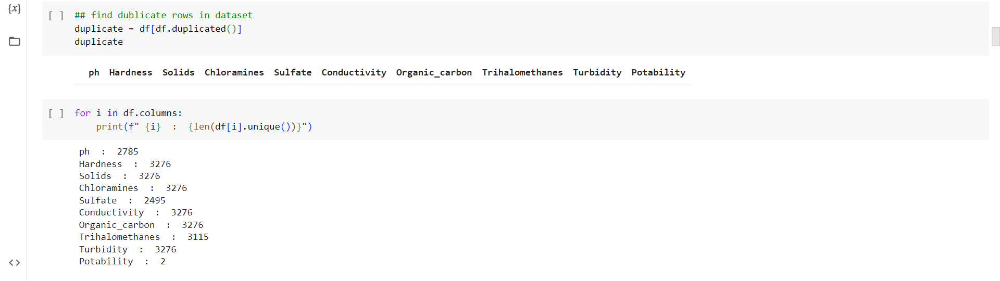 {x}
[ ] ## find dublicate rows in dataset
duplicate = df[df.duplicated()]
duplicate
ph Hardness Solids Chloramines Sulfate Conductivity Organic_carbon Trihalomethanes Turbidity Potability
[ ] for i in df.columns:
    print(f" {i}  :  {len(df[i].unique())}")
ph  :  2785
Hardness  :  3276
Solids  :  3276
Chloramines  :  3276
Sulfate  :  2495
Conductivity  :  3276
Organic_carbon  :  3276
Trihalomethanes  :  3115
Turbidity  :  3276
Potability  :  2